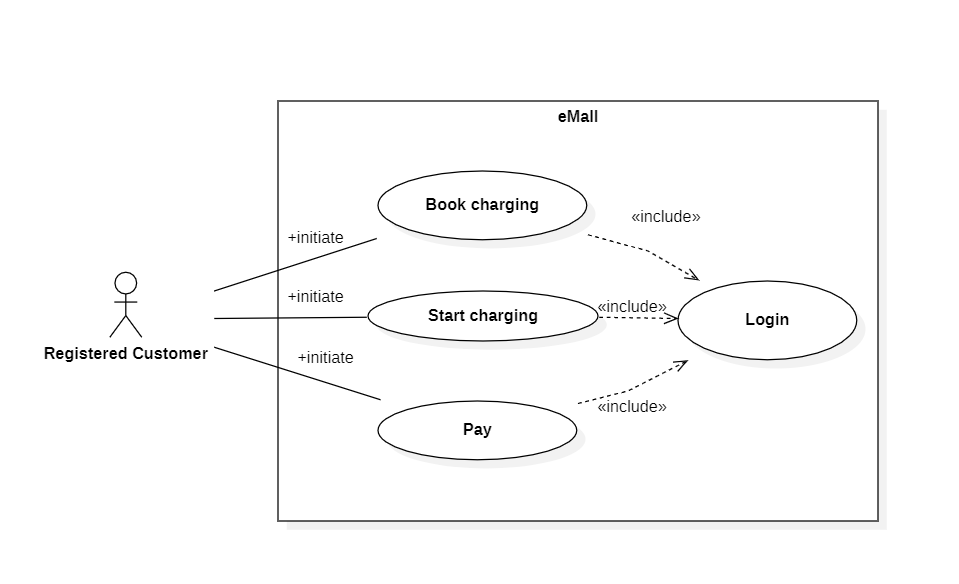 eMall
Book charging
«include»
+initiate
+initiate
Start charging
«include»
Login
Registered Customer
+initiate
«include»
Pay